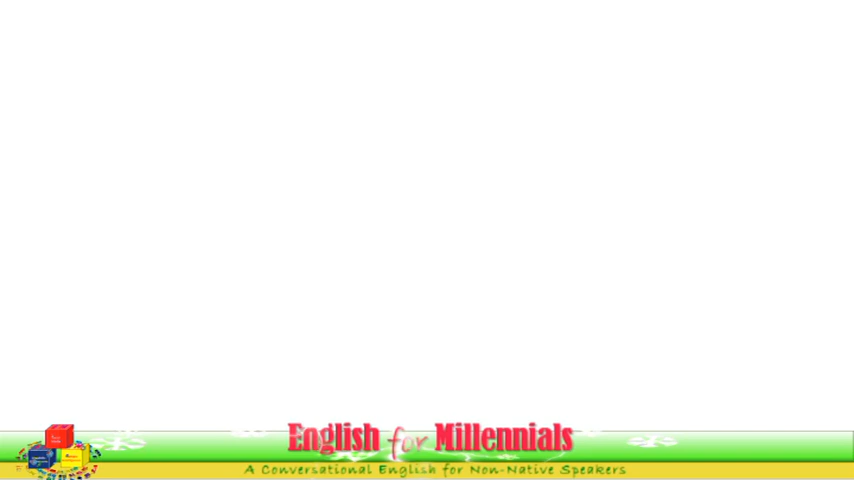 English for Millennials
A Conversational English for Non-Native Speakers